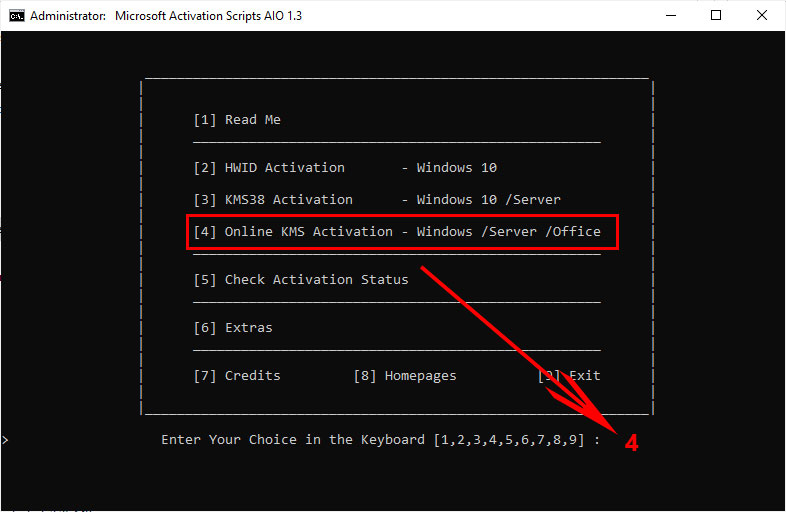 Administrator: Microsoft Activation Scripts AIO 1.3
[1] Read Me
[2] HWID Activation - Windows 10
[3] KMS38 Activation - Windows 10 /Server
[4] Online KMS Activation - Windows /Server /Office
[5] Check Activation Status
[6] Extras
[7] Credits [8] Homepages [9] Exit
> Enter Your Choice in the Keyboard [1,2,3,4,5,6,7,8,9] : 4